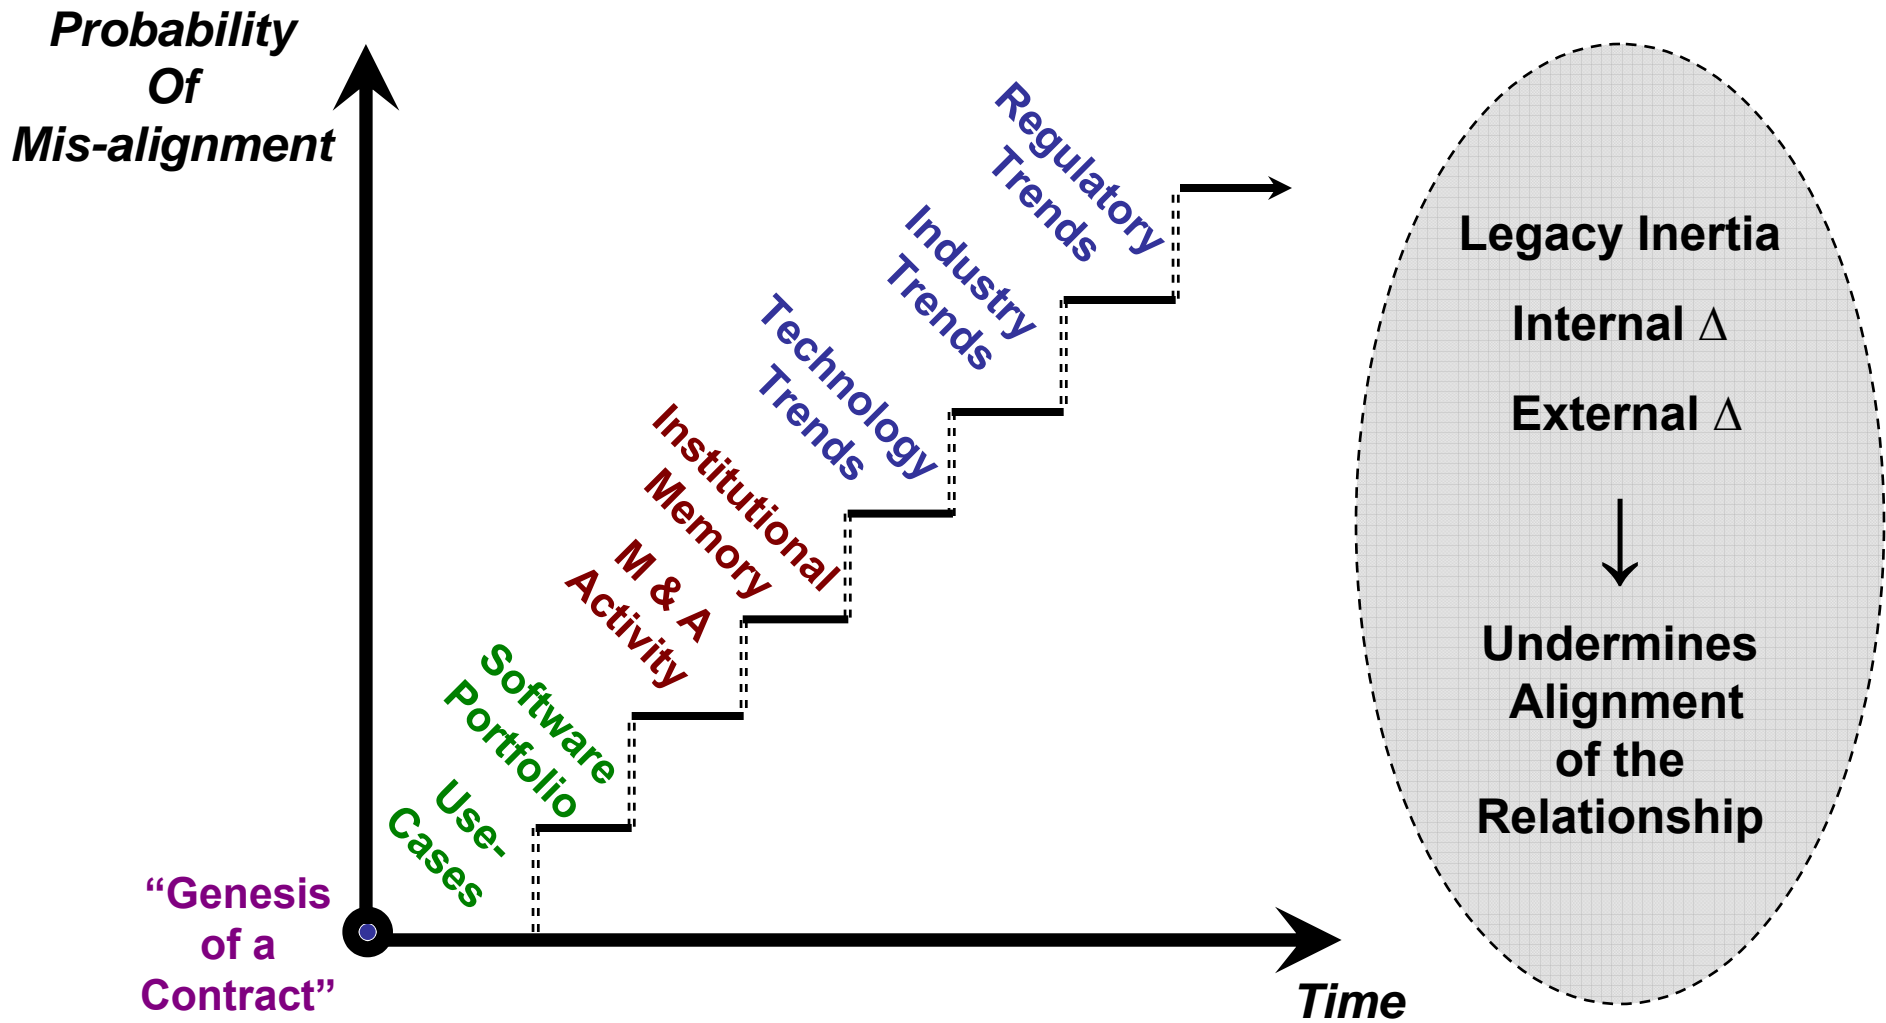 Probability
Of
Mis-alignment
Regulatory
Trends
Industry
Trends
Technology
Trends
Institutional
Memory
M & A
Activity
Software
Portfolio
Use-
Cases
“Genesis
of a
Contract”
Time
Legacy Inertia
Internal Δ
External Δ
Undermines
Alignment
of the
Relationship